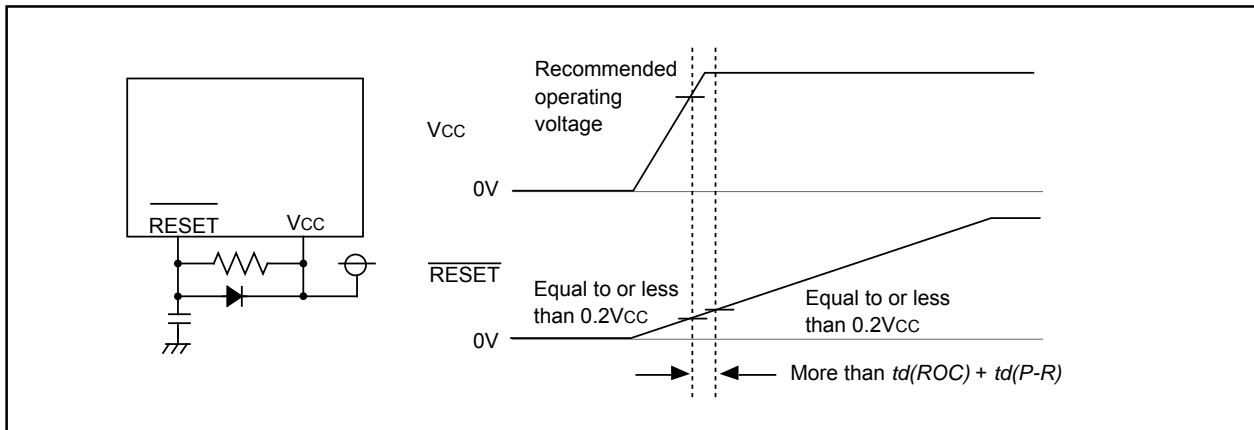 RESET
VCC
VCC
Recommended
operating
voltage
0V
RESET
Equal to or less
than 0.2VCC
Equal to or less
than 0.2VCC
0V
More than td(ROC) + td(P-R)